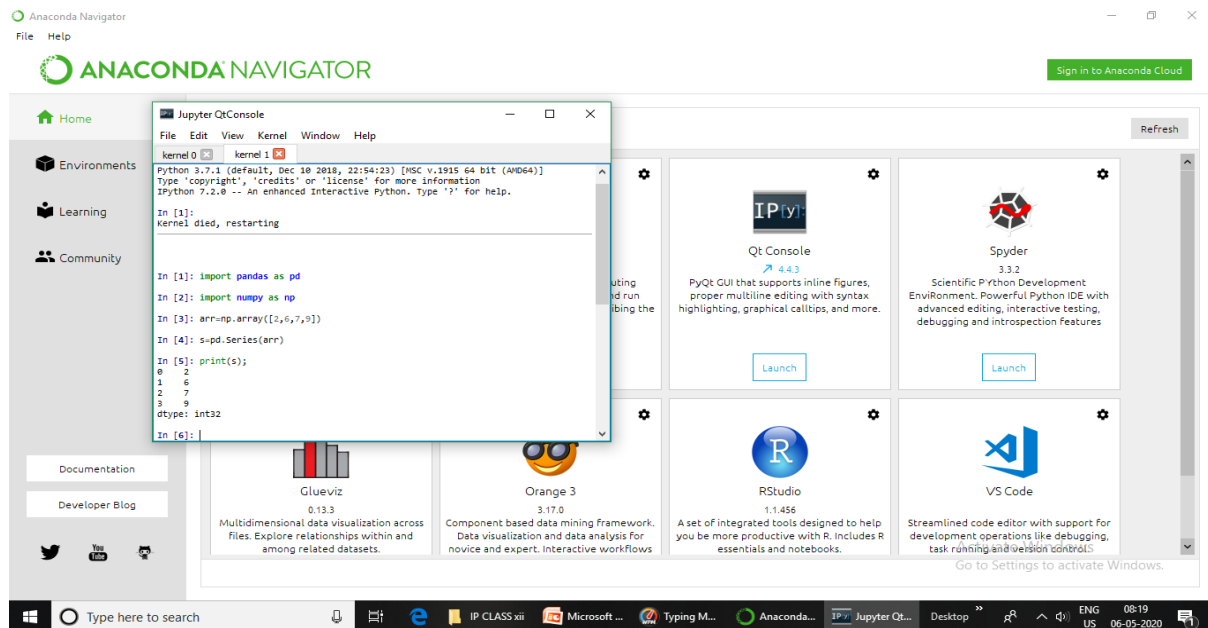 Anaconda Navigator
File Help
ANACONDA NAVIGATOR
Sign in to Anaconda Cloud
Home
Environments
Learning
Community
Documentation
Developer Blog
You
Tube
Refresh
Jupyter QtConsole
File Edit View Kernel Window Help
kernel 0 kernel 1
Python 3.7.1 (default, Dec 10 2018, 22:54:23) [MSC v.1915 64 bit (AMD64)]
Type 'copyright', 'credits' or 'license' for more information
IPython 7.2.0 -- An enhanced Interactive Python. Type '?' for help.
In [1]:
Kernel died, restarting
In [1]: import pandas as pd
In [2]: import numpy as np
In [3]: arr=np.array([2,6,7,9])
In [4]: s=pd.Series(arr)
In [5]: print(s);
0 2
1 6
2 7
3 9
dtype: int32
In [6]:
uting
d run
ibing the
IP[y]:
Qt Console
4.4.3
PyQt GUI that supports inline figures,
proper multiline editing with syntax
highlighting, graphical calltips, and more.
Launch
Spyder
3.3.2
Scientific PYthon Development
EnviRonment. Powerful Python IDE with
advanced editing, interactive testing,
debugging and introspection features
Launch
Glueviz
0.13.3
Multidimensional data visualization across
files. Explore relationships within and
among related datasets.
Orange 3
3.17.0
Component based data mining framework.
Data visualization and data analysis for
novice and expert. Interactive workflows
R
RStudio
1.1.456
A set of integrated tools designed to help
you be more productive with R. Includes R
essentials and notebooks.
VS Code
Streamlined code editor with support for
development operations like debugging,
task running and version control.
Activate Windows
Go to Settings to activate Windows.
Type here to search
IP CLASS xii
Microsoft ...
Typing M...
Anaconda...
Jupyter Qt...
Desktop
ENG
US
08:19
06-05-2020